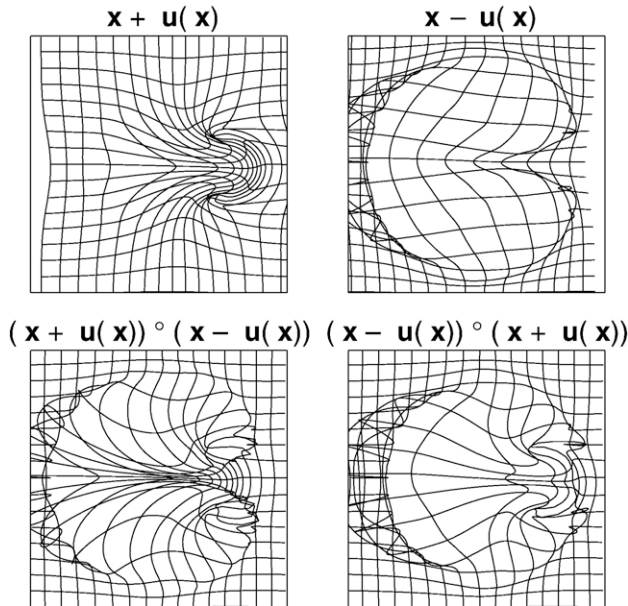 x + u( x)
x − u( x)
( x + u( x)) ∘ ( x − u( x))
( x − u( x)) ∘ ( x + u( x))